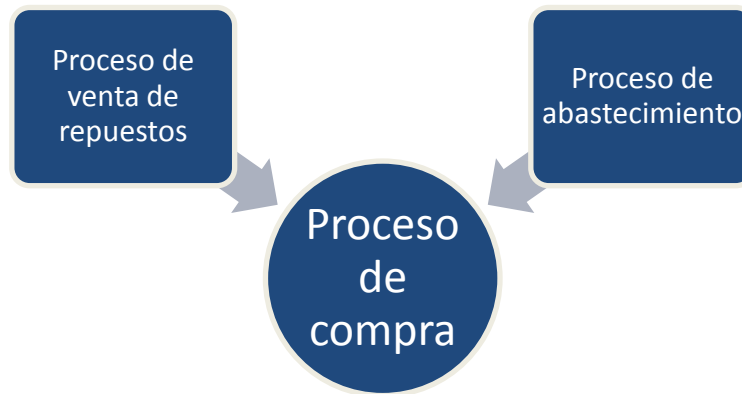 Proceso de
venta de
repuestos
Proceso de
abastecimiento
Proceso
de
compra